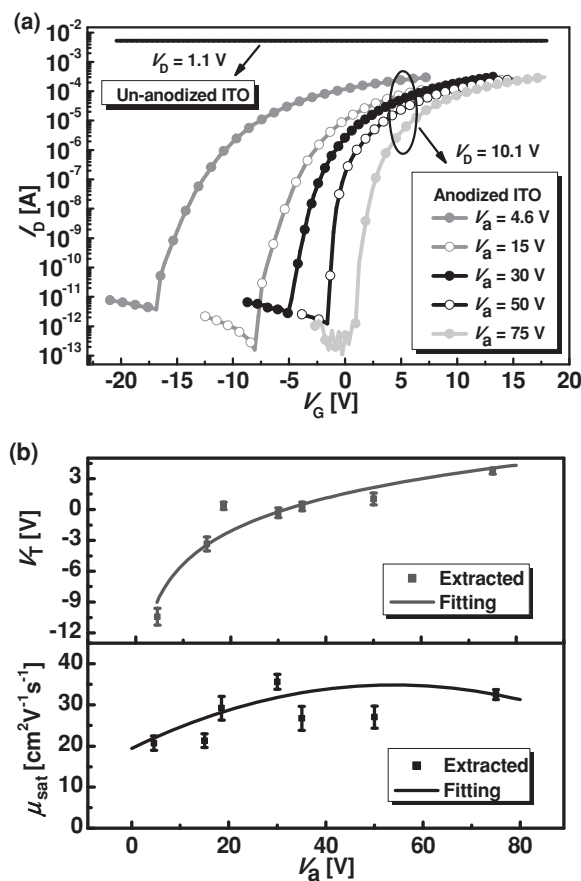 (a)
10⁻²
10⁻³
10⁻⁴
10⁻⁵
10⁻⁶
10⁻⁷
10⁻⁸
10⁻⁹
10⁻¹⁰
10⁻¹¹
10⁻¹²
10⁻¹³
I_D [A]
V_D = 1.1 V
Un-anodized ITO
V_D = 10.1 V
Anodized ITO
V_a = 4.6 V
V_a = 15 V
V_a = 30 V
V_a = 50 V
V_a = 75 V
-20 -15 -10 -5 0 5 10 15 20
V_G [V]
(b)
3
0
-3
-6
-9
-12
V_T [V]
Extracted
Fitting
40
30
20
10
0
μ_sat [cm²V⁻¹s⁻¹]
Extracted
Fitting
0 20 40 60 80
V_a [V]